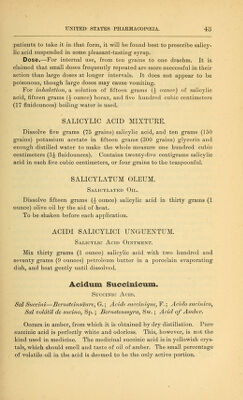 UNITED STATES PHARMACOPŒIA. 43
patients to take it in that form, it will be found best to prescribe salicy-
lic acid suspended in some pleasant-tasting syrup.
Dose.—For internal use, from ten grains to one drachm. It is
claimed that small doses frequently repeated are more successful in their
action than large doses at longer intervals. It does not appear to be
poisonous, though large doses may cause vomiting.
For inhalation, a solution of fifteen grams (½ ounce) of salicylic
acid, fifteen grams (½ ounce) borax, and five hundred cubic centimeters
(17 fluidounces) boiling water is used.
SALICYLIC ACID MIXTURE.
Dissolve five grams (75 grains) salicylic acid, and ten grams (150
grains) potassium acetate in fifteen grams (300 grains) glycerin and
enough distilled water to make the whole measure one hundred cubic
centimeters (3½ fluidounces). Contains twenty-five centigrams salicylic
acid in each five cubic centimeters, or four grains to the teaspoonful.
SALICYLATUM OLEUM.
Salicylated Oil.
Dissolve fifteen grams (½ ounce) salicylic acid in thirty grams (1
ounce) olive oil by the aid of heat.
To be shaken before each application.
ACIDI SALICYLICI UNGUENTUM.
Salicylic Acid Ointment.
Mix thirty grams (1 ounce) salicylic acid with two hundred and
seventy grams (9 ounces) petroleum butter in a porcelain evaporating
dish, and heat gently until dissolved.
Acidum Succinicum.
Succinic Acid.
Sal Succini—Bernsteinsäure, G.; Acide succinique, F.; Acido sucinico,
Sal volátil de sucino, Sp.; Bernstenssyra, Sw.; Acid of Amber.
Occurs in amber, from which it is obtained by dry distillation. Pure
succinic acid is perfectly white and odorless. This, however, is not the
kind used in medicine. The medicinal succinic acid is in yellowish crys-
tals, which should smell and taste of oil of amber. The small percentage
of volatile oil in the acid is deemed to be the only active portion.